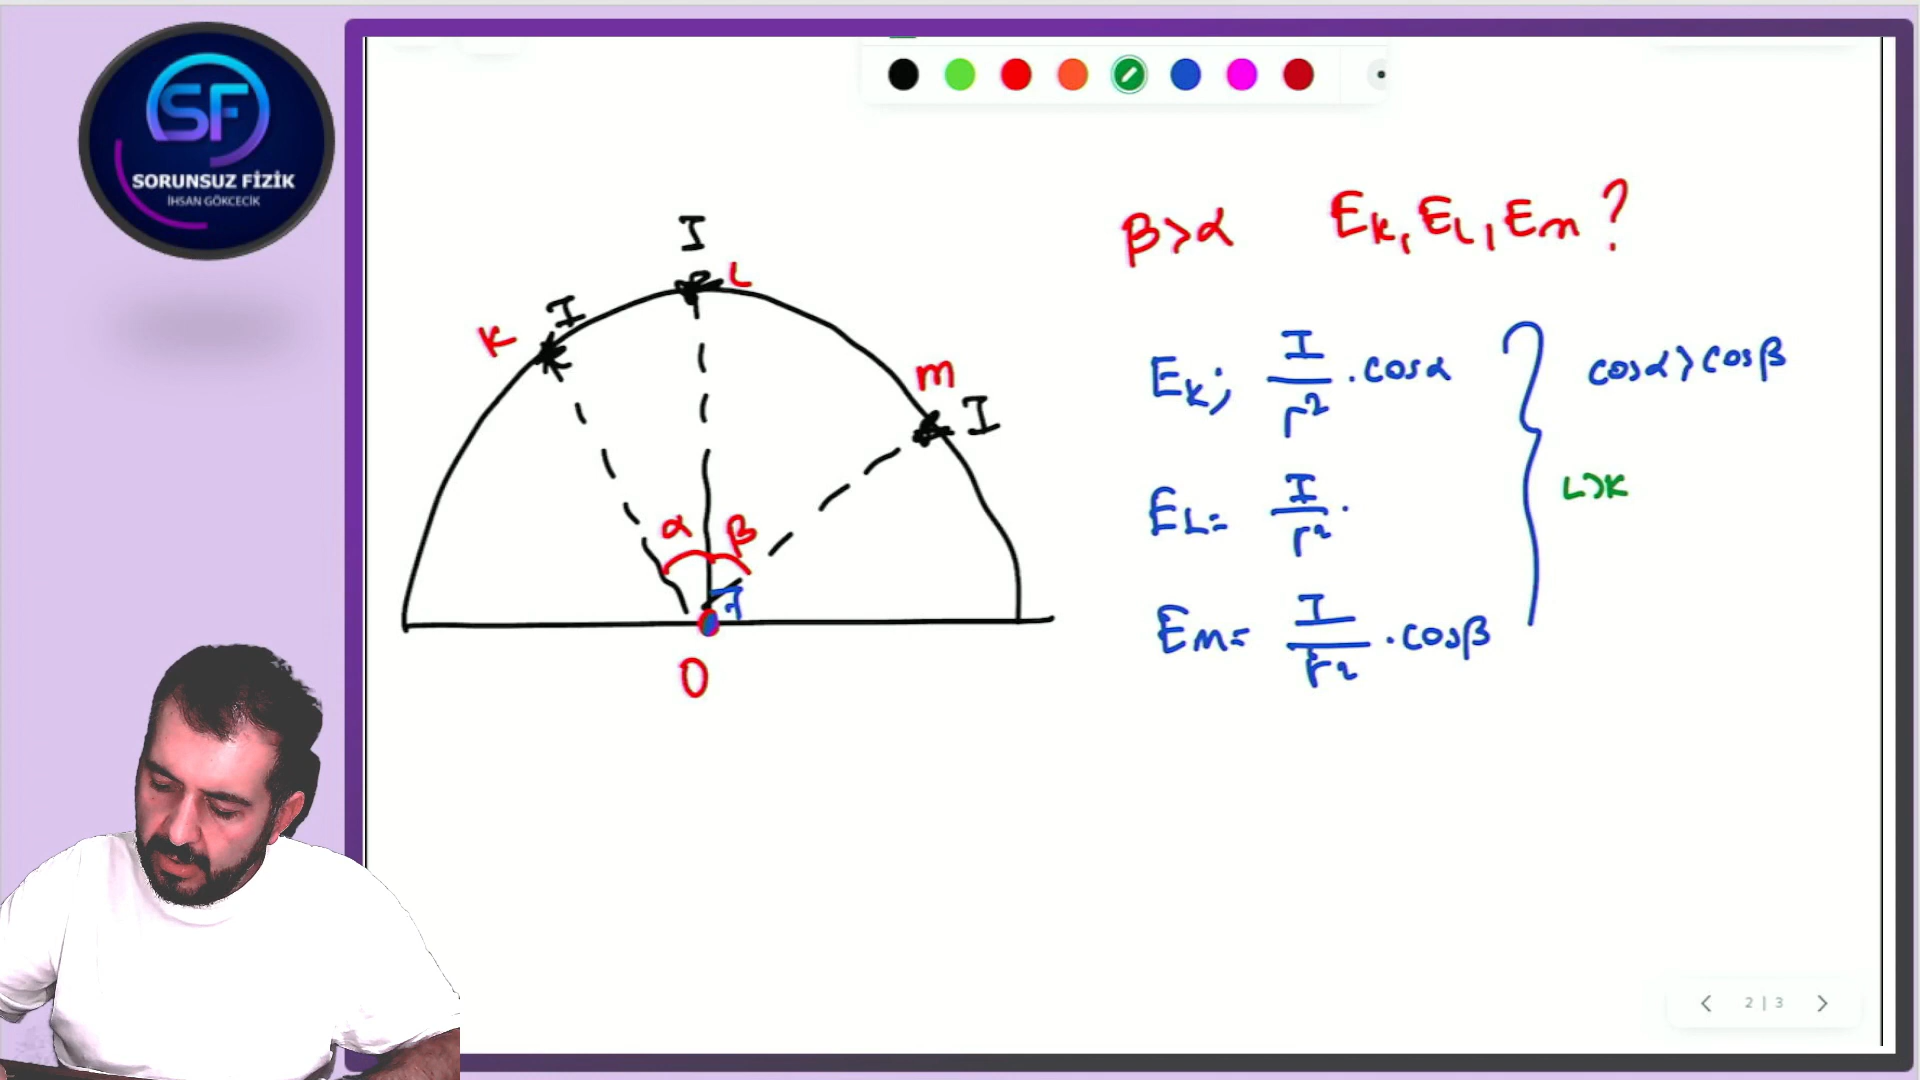 SF
SORUNSUZ FİZİK
İHSAN GÖKCECİK
β>α EK, EL, Em ?
I
L
K I
m
I
α β
O
EK; I/r² . cosα
cosα > cosβ
EL= I/r² .
L>K
Em= I/r² . cosβ
2 | 3